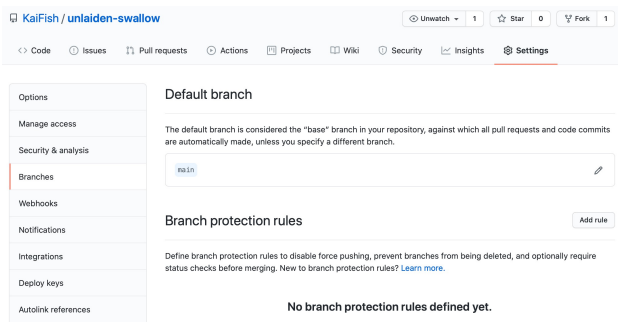 KaiFish / unlaiden-swallow
Unwatch 1 Star 0 Fork 1
Code Issues Pull requests Actions Projects Wiki Security Insights Settings
Options
Manage access
Security & analysis
Branches
Webhooks
Notifications
Integrations
Deploy keys
Autolink references
Default branch
The default branch is considered the “base” branch in your repository, against which all pull requests and code commits
are automatically made, unless you specify a different branch.
main
Branch protection rules
Add rule
Define branch protection rules to disable force pushing, prevent branches from being deleted, and optionally require
status checks before merging. New to branch protection rules? Learn more.
No branch protection rules defined yet.